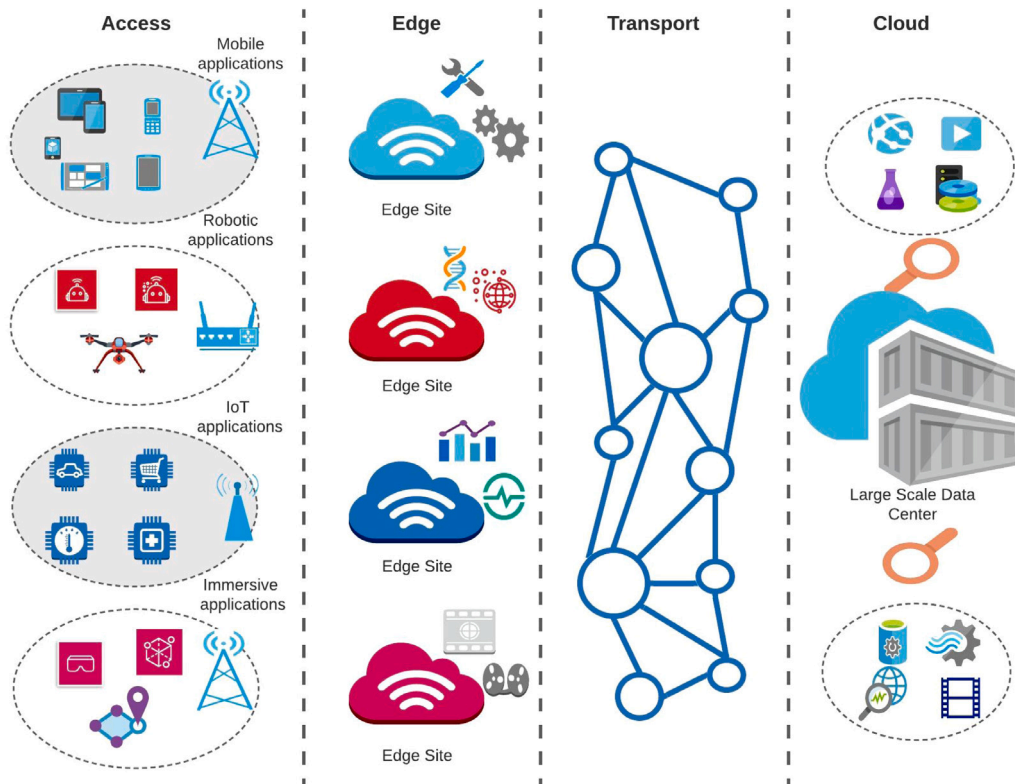 Access
Edge
Transport
Cloud
Mobile
applications
Edge Site
Robotic
applications
Edge Site
IoT
applications
Edge Site
Large Scale Data
Center
Immersive
applications
Edge Site